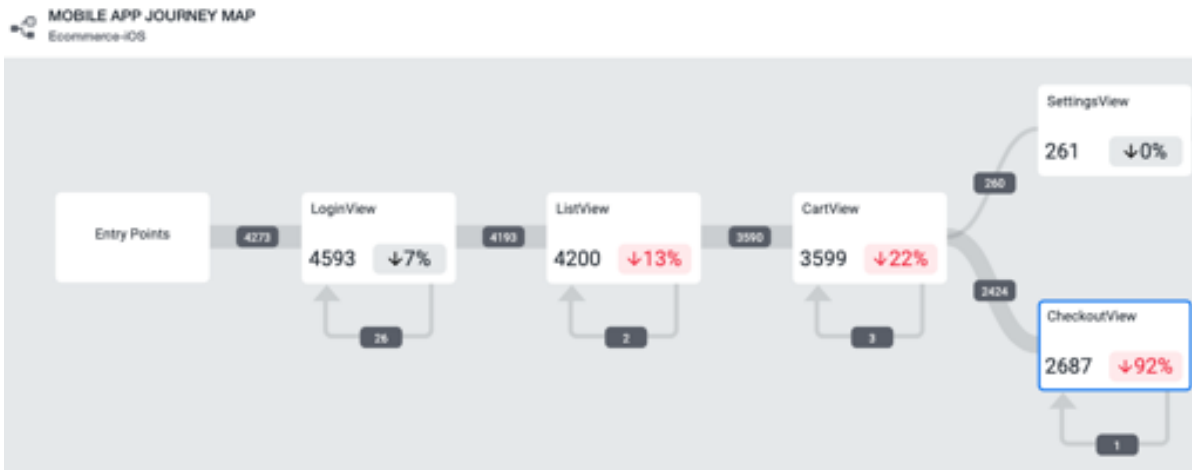 MOBILE APP JOURNEY MAP
Ecommerce-iOS
Entry Points
4273
LoginView
4593 ↓7%
26
4193
ListView
4200 ↓13%
2
3590
CartView
3599 ↓22%
3
260
SettingsView
261 ↓0%
2424
CheckoutView
2687 ↓92%
1